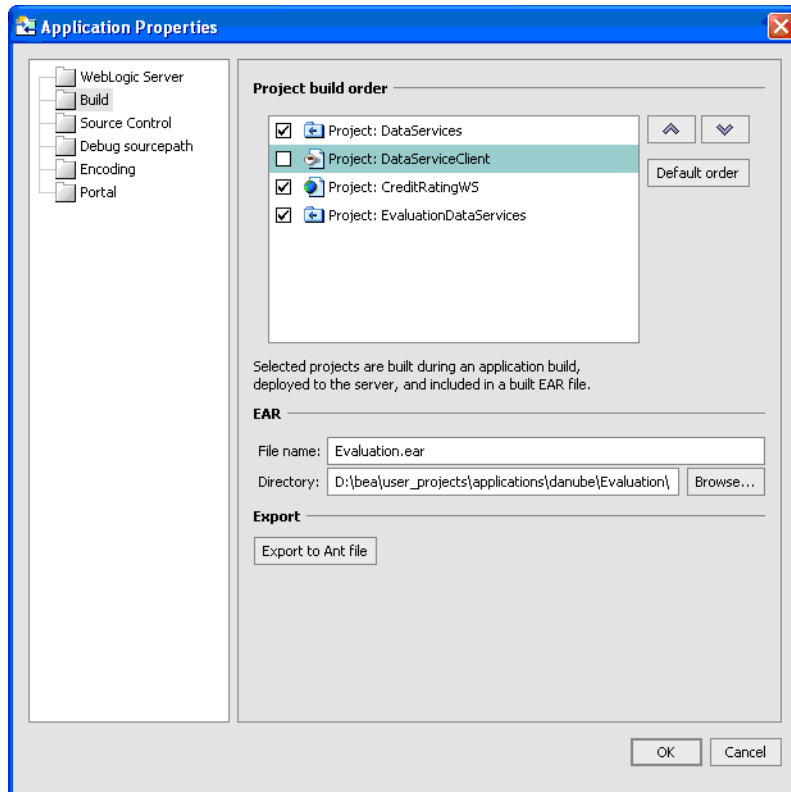 Application Properties
WebLogic Server
Build
Source Control
Debug sourcepath
Encoding
Portal
Project build order
Project: DataServices
Project: DataServiceClient
Project: CreditRatingWS
Project: EvaluationDataServices
Default order
Selected projects are built during an application build,
deployed to the server, and included in a built EAR file.
EAR
File name: Evaluation.ear
Directory: D:\bea\user_projects\applications\danube\Evaluation\ Browse...
Export
Export to Ant file
OK Cancel